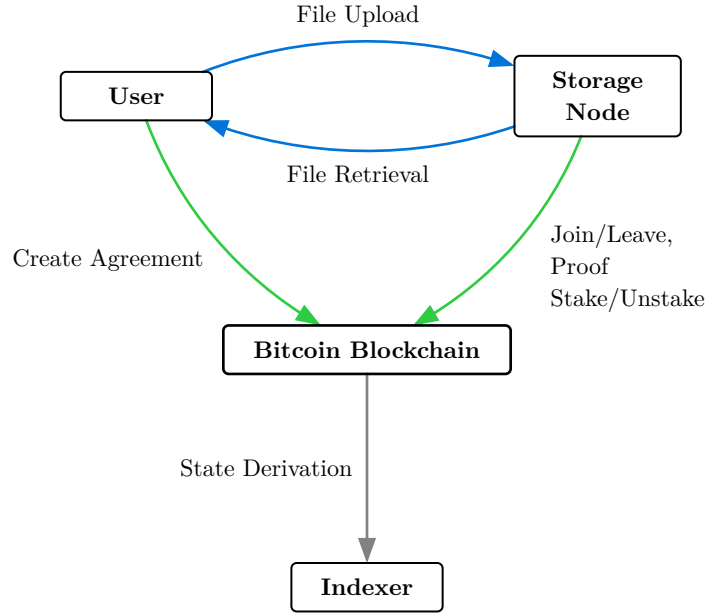 File Upload
User
Storage
Node
File Retrieval
Create Agreement
Join/Leave,
Proof
Stake/Unstake
Bitcoin Blockchain
State Derivation
Indexer